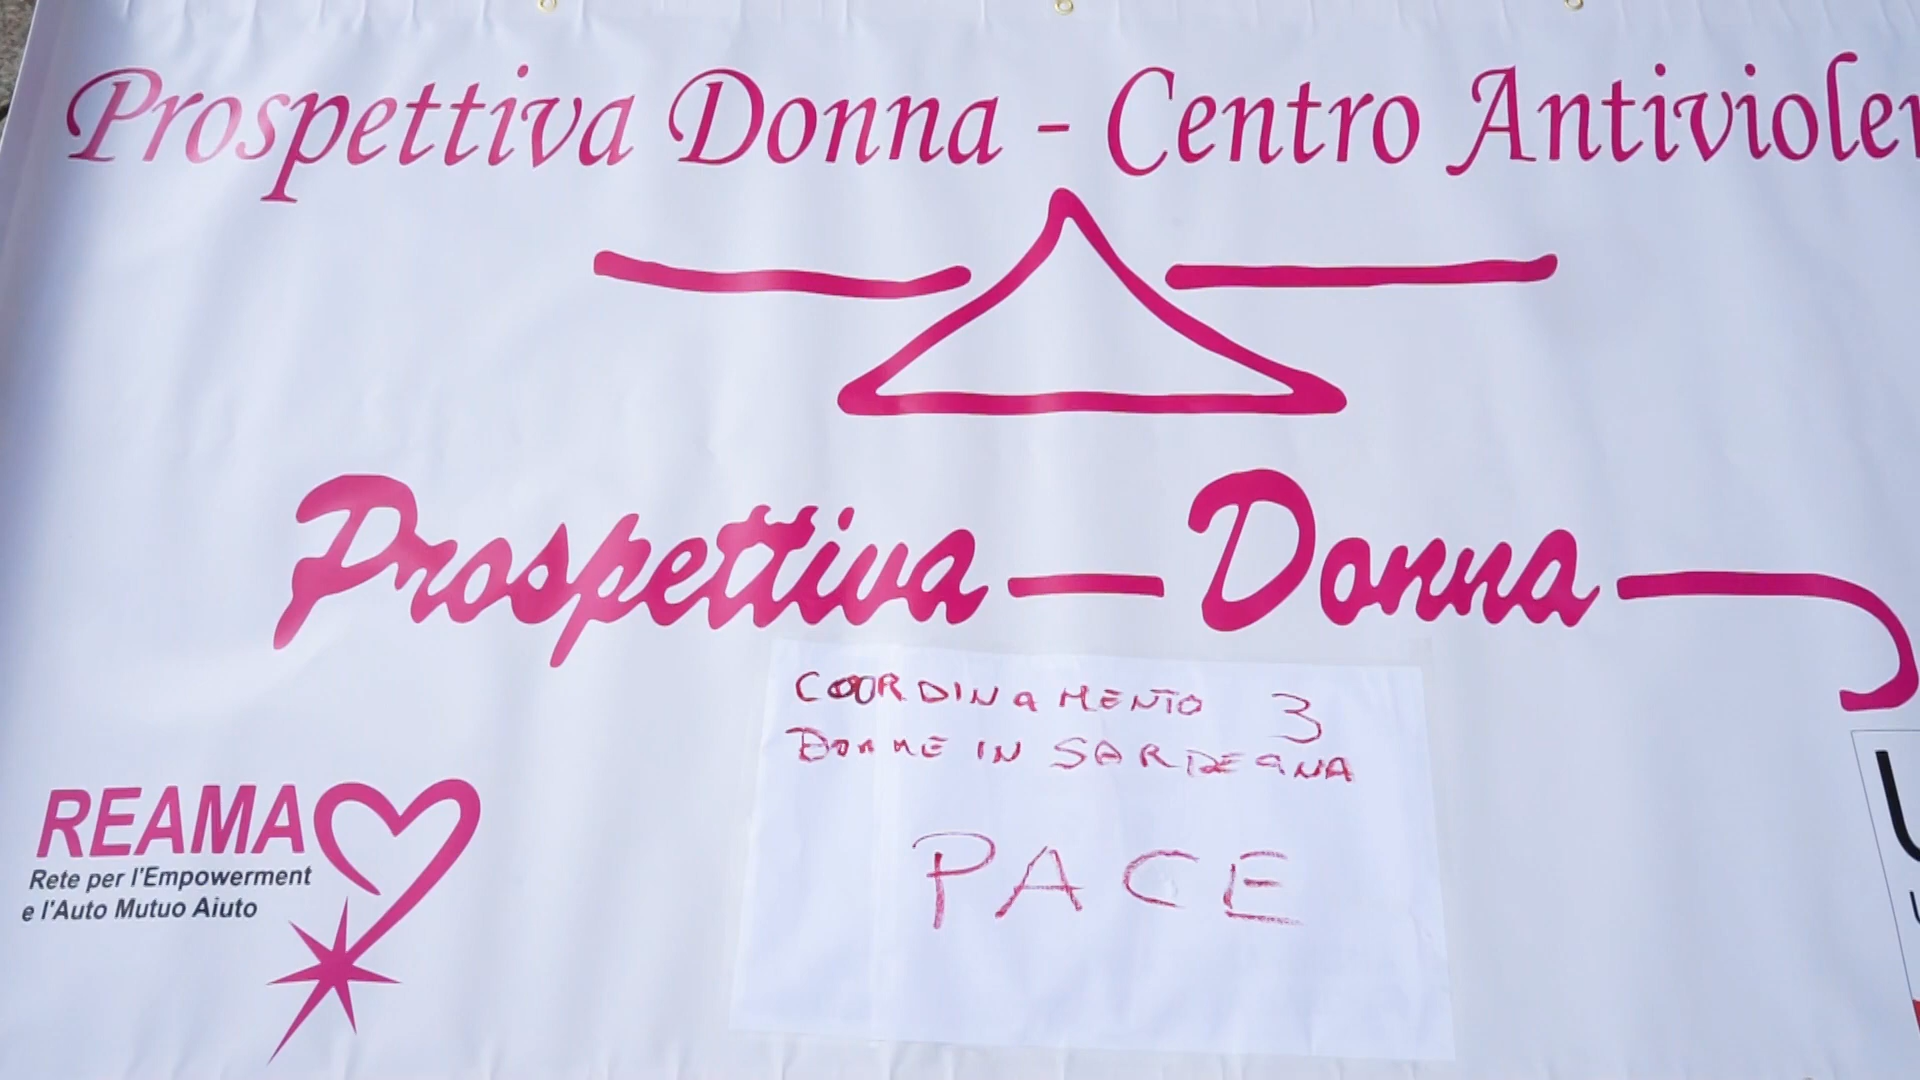 Prospettiva Donna - Centro Antiviolen
Prospettiva Donna
COORDINAMENTO 3
DONNE IN SARDEGNA
PACE
REAMA
Rete per l'Empowerment
e l'Auto Mutuo Aiuto